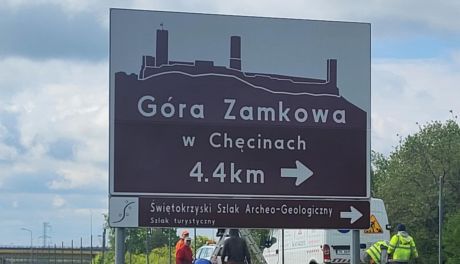 Góra Zamkowa
w Chęcinach
4.4km
Świętokrzyski Szlak Archeo-Geologiczny
Szlak turystyczny